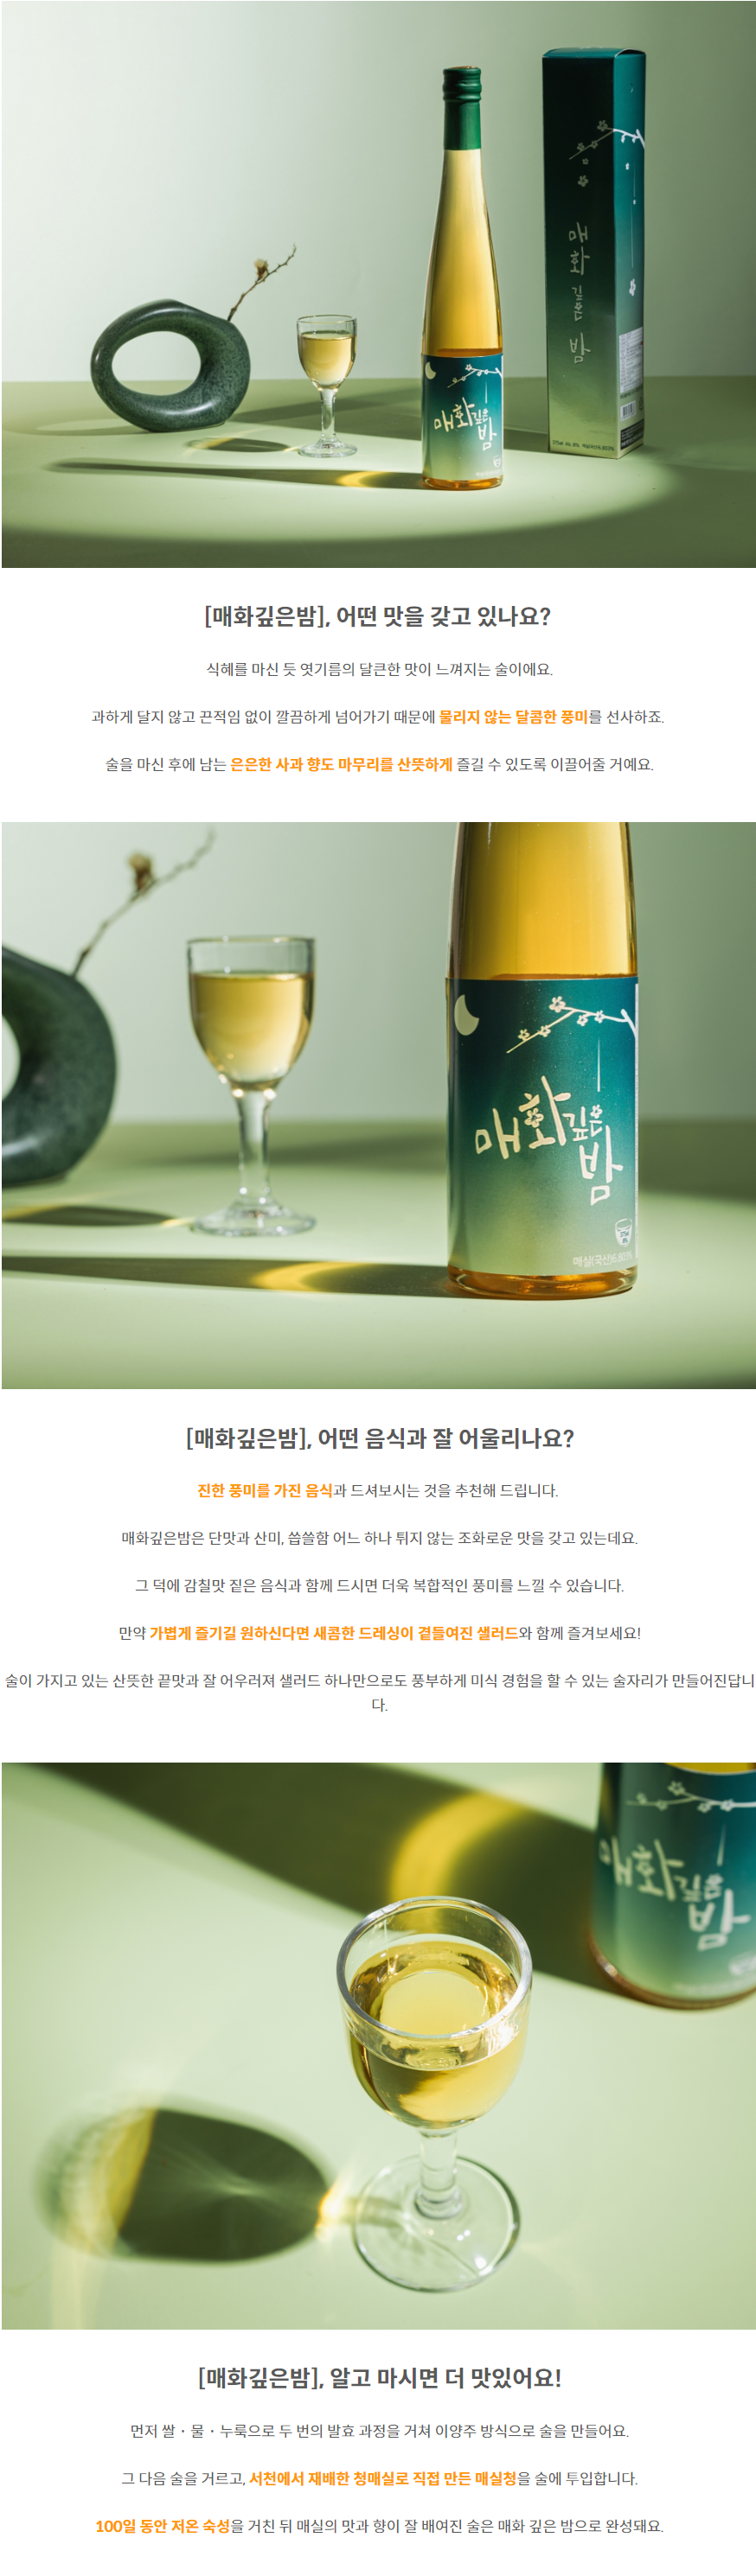 매화
깊은
밤
매화깊은밤
[매화깊은밤], 어떤 맛을 갖고 있나요?
식혜를 마신 듯 엿기름의 달큰한 맛이 느껴지는 술이에요.
과하게 달지 않고 끈적임 없이 깔끔하게 넘어가기 때문에 물리지 않는 달콤한 풍미를 선사하죠.
술을 마신 후에 남는 은은한 사과 향도 마무리를 산뜻하게 즐길 수 있도록 이끌어줄 거예요.
매화깊은밤
매실(국산)6.80%
[매화깊은밤], 어떤 음식과 잘 어울리나요?
진한 풍미를 가진 음식과 드셔보시는 것을 추천해 드립니다.
매화깊은밤은 단맛과 산미, 씁쓸함 어느 하나 튀지 않는 조화로운 맛을 갖고 있는데요.
그 덕에 감칠맛 짙은 음식과 함께 드시면 더욱 복합적인 풍미를 느낄 수 있습니다.
만약 가볍게 즐기길 원하신다면 새콤한 드레싱이 곁들여진 샐러드와 함께 즐겨보세요!
술이 가지고 있는 산뜻한 끝맛과 잘 어우러져 샐러드 하나만으로도 풍부하게 미식 경험을 할 수 있는 술자리가 만들어진답니
다.
매화깊은밤
[매화깊은밤], 알고 마시면 더 맛있어요!
먼저 쌀・물・누룩으로 두 번의 발효 과정을 거쳐 이양주 방식으로 술을 만들어요.
그 다음 술을 거르고, 서천에서 재배한 청매실로 직접 만든 매실청을 술에 투입합니다.
100일 동안 저온 숙성을 거친 뒤 매실의 맛과 향이 잘 배여진 술은 매화 깊은 밤으로 완성돼요.